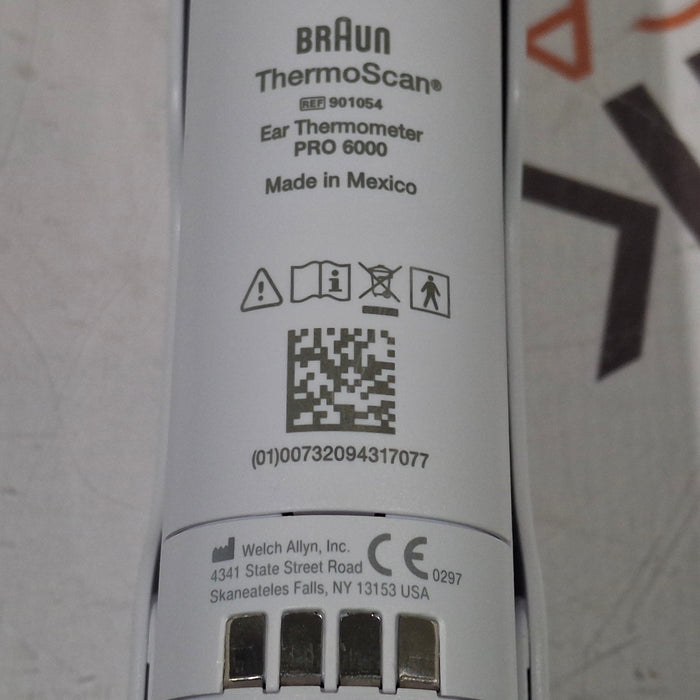 BRAUN
ThermoScan®
REF 901054
Ear Thermometer
PRO 6000
Made in Mexico
(01)00732094317077
Welch Allyn, Inc.
4341 State Street Road
Skaneateles Falls, NY 13153 USA
CE 0297